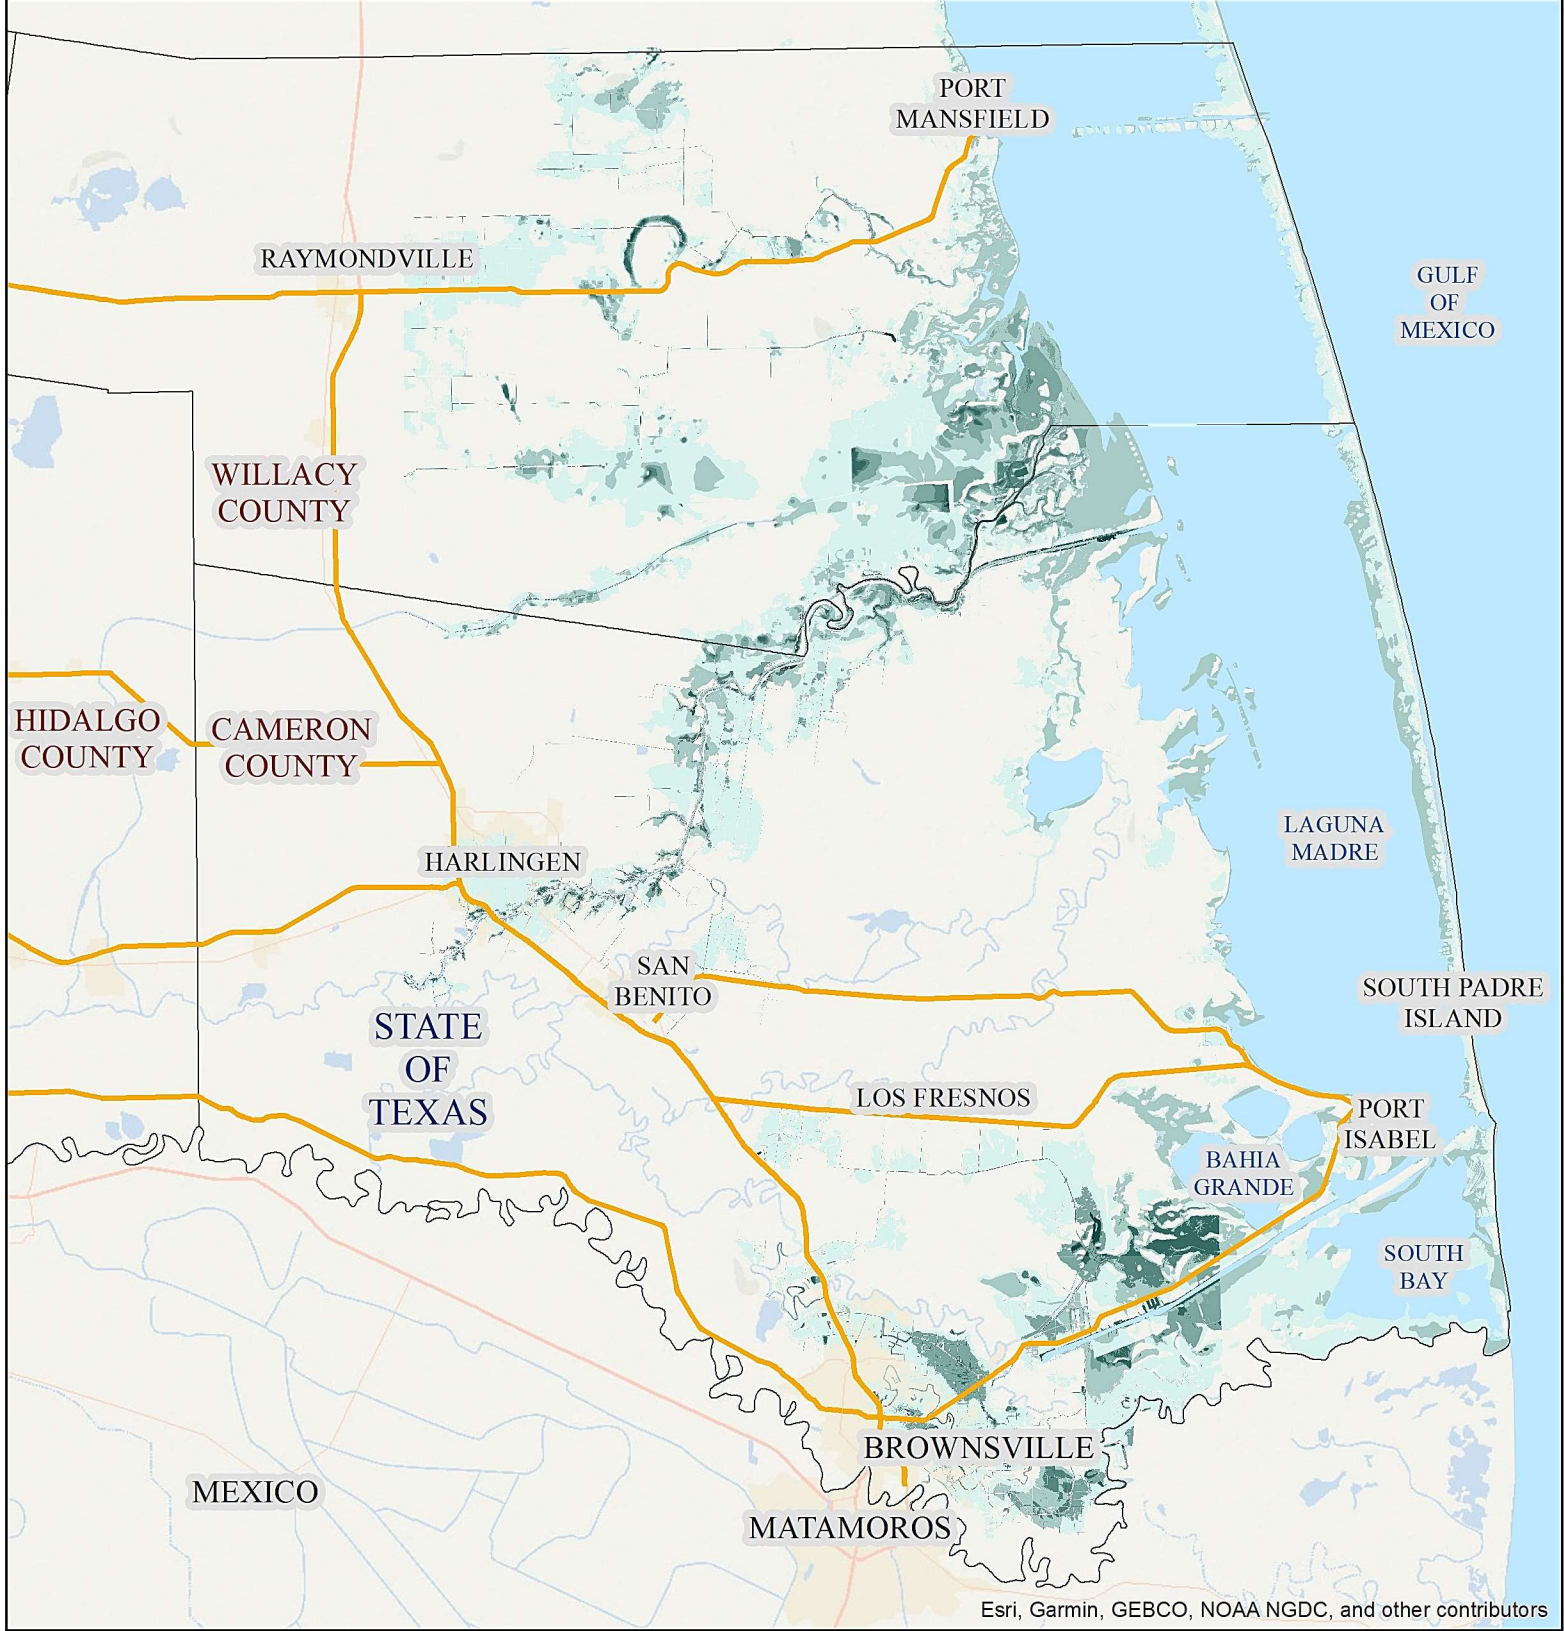 PORT
MANSFIELD
RAYMONDVILLE
GULF
OF
MEXICO
WILLACY
COUNTY
HIDALGO
COUNTY
CAMERON
COUNTY
LAGUNA
MADRE
HARLINGEN
SAN
BENITO
SOUTH PADRE
ISLAND
STATE
OF
TEXAS
LOS FRESNOS
PORT
ISABEL
BAHIA
GRANDE
SOUTH
BAY
BROWNSVILLE
MEXICO
MATAMOROS
Esri, Garmin, GEBCO, NOAA NGDC, and other contributors